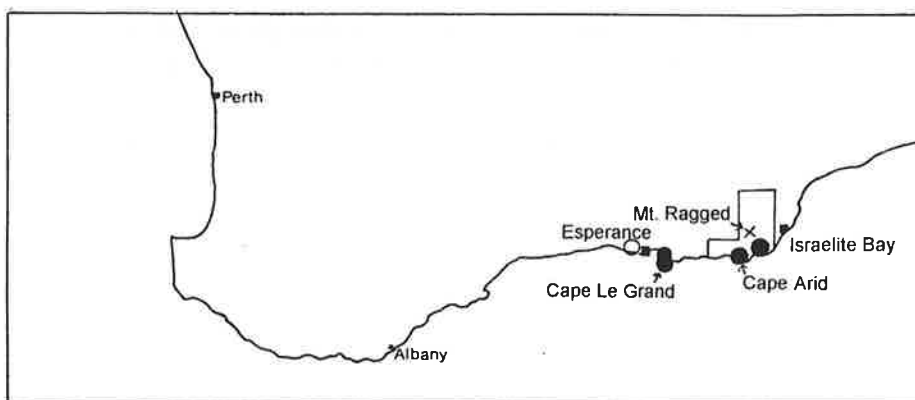 Perth
Mt. Ragged
Esperance
Israelite Bay
Cape Le Grand
Cape Arid
Albany